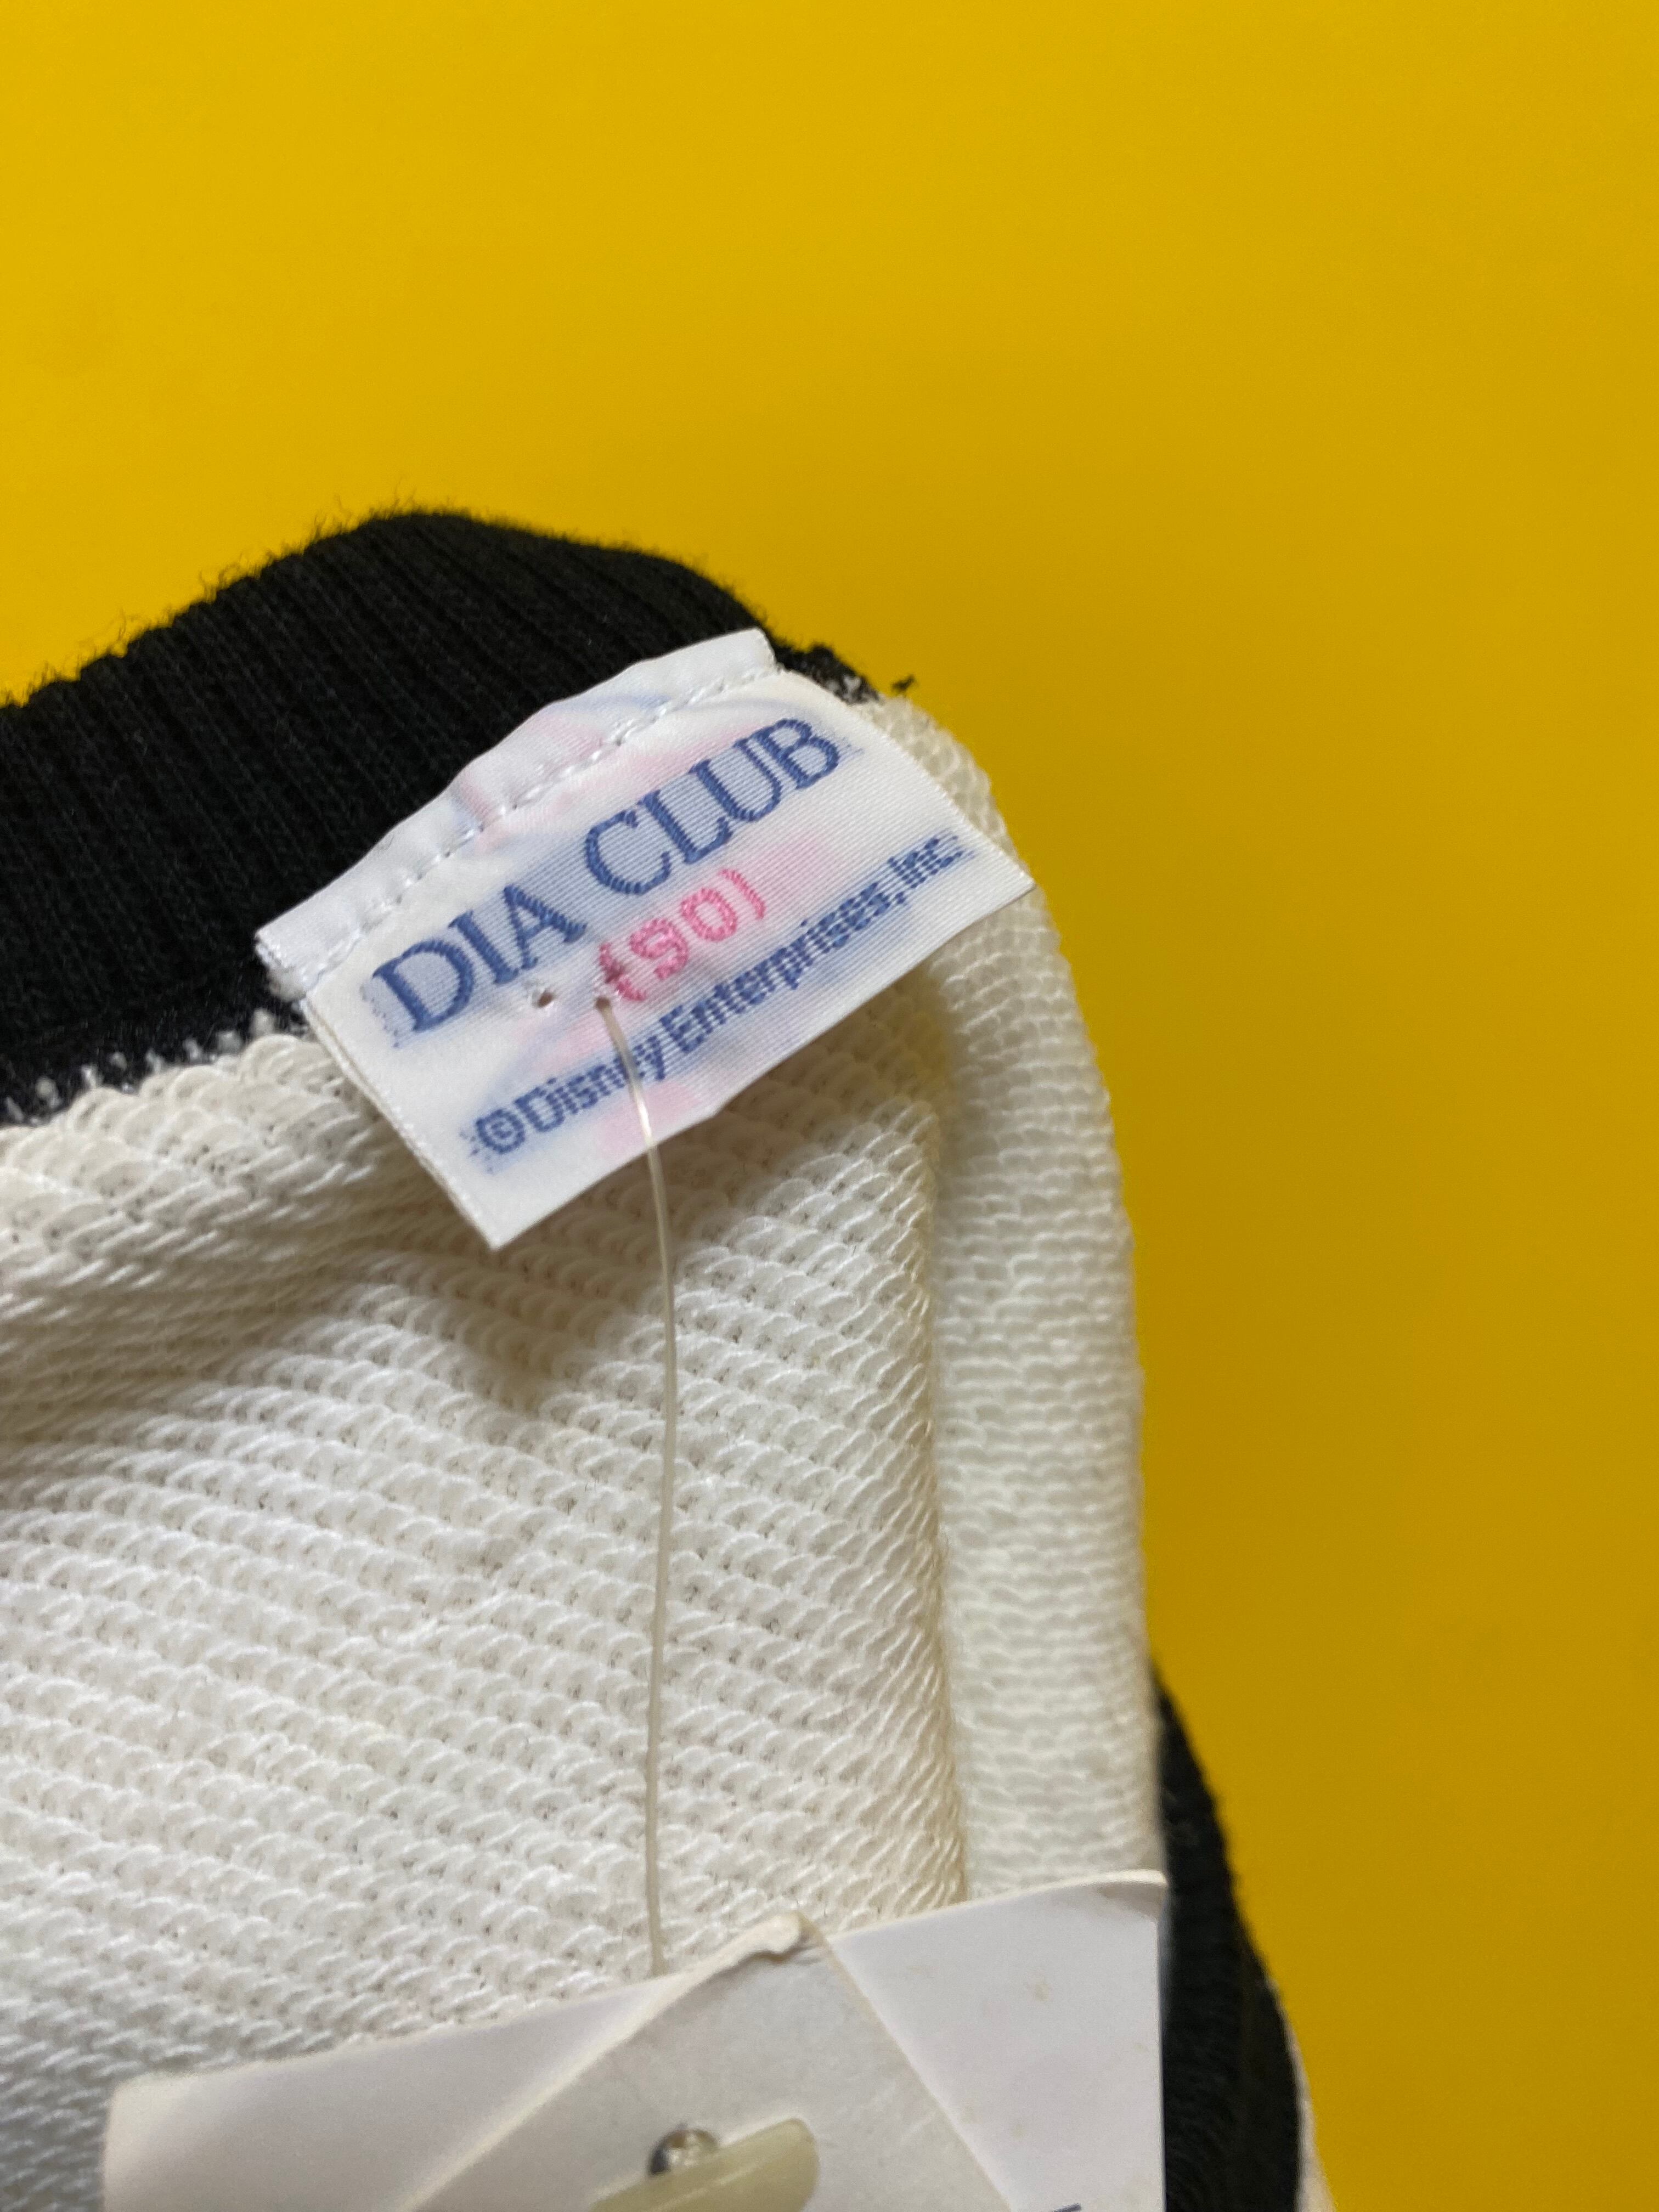 DIA CLUB
(90)
©Disney Enterprises,Inc.